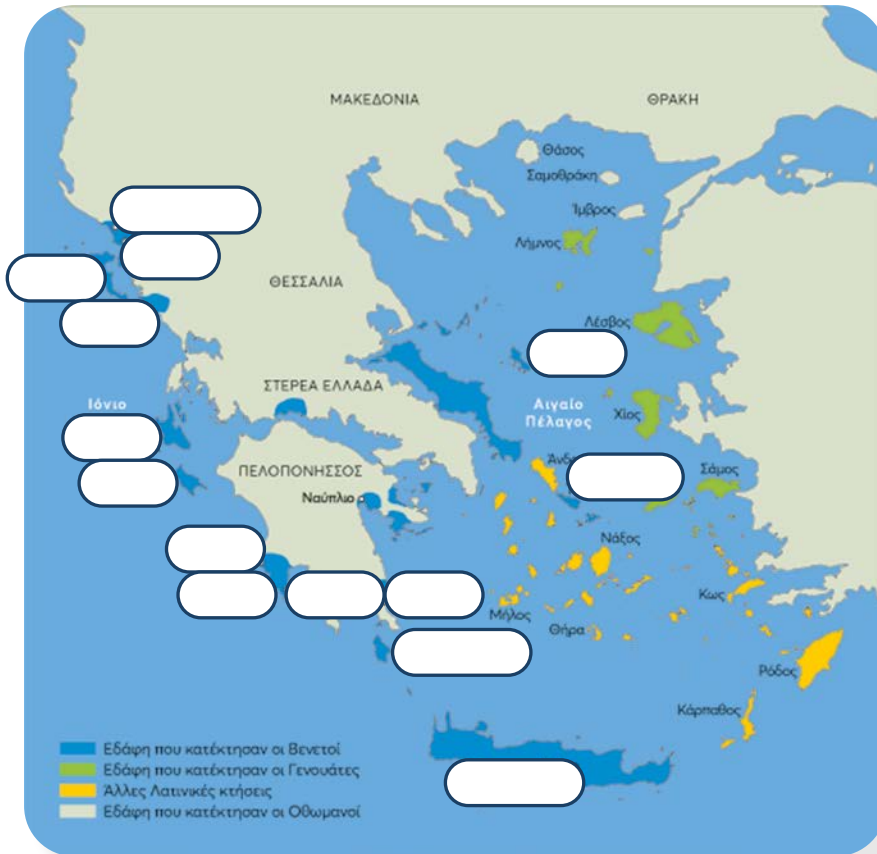 ΜΑΚΕΔΟΝΙΑ
ΘΡΑΚΗ
Θάσος
Σαμοθράκη
Ίμβρος
Λήμνος
ΘΕΣΣΑΛΙΑ
Λέσβος
ΣΤΕΡΕΑ ΕΛΛΑΔΑ
Ιόνιο
Αιγαίο
Πέλαγος
Χίος
ΠΕΛΟΠΟΝΗΣΣΟΣ
Σάμος
Ναύπλιο
Νάξος
Κως
Μήλος
Θήρα
Ρόδος
Κάρπαθος
Εδάφη που κατέκτησαν οι Βενετοί
Εδάφη που κατέκτησαν οι Γενουάτες
Άλλες Λατινικές κτήσεις
Εδάφη που κατέκτησαν οι Οθωμανοί